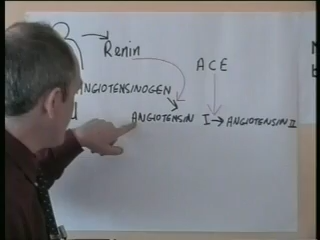 Renin
ACE
ANGIOTENSINOGEN
ANGIOTENSIN I → ANGIOTENSIN II